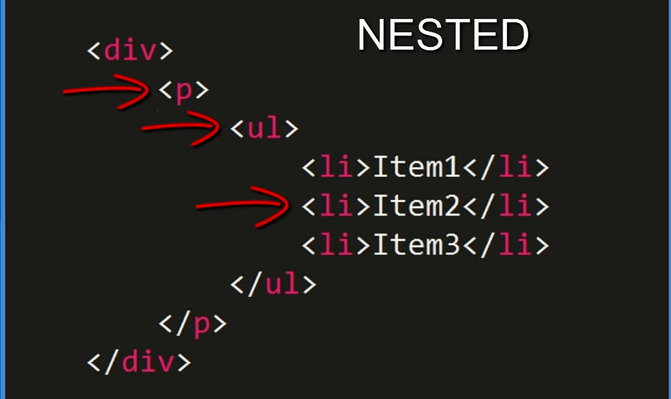 NESTED
<div>
<p>
<ul>
<li>Item1</li>
<li>Item2</li>
<li>Item3</li>
</ul>
</p>
</div>